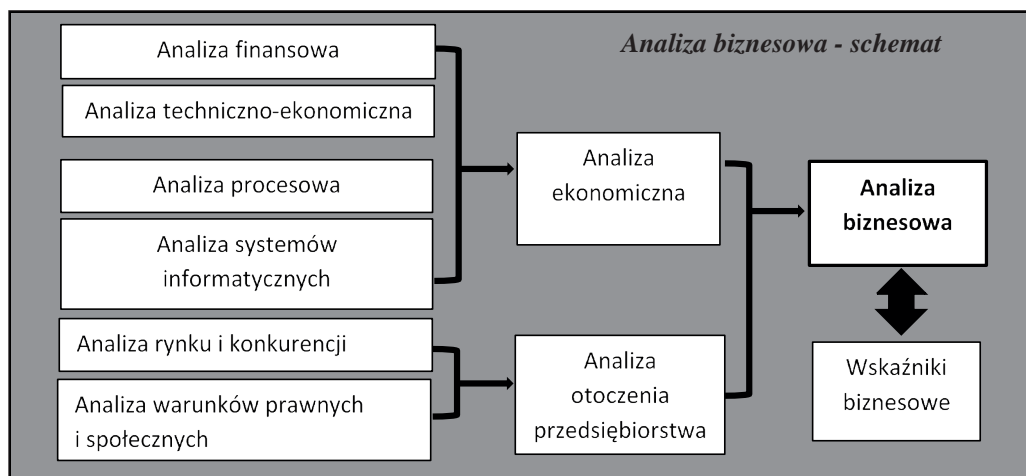 Analiza biznesowa - schemat
Analiza finansowa
Analiza techniczno-ekonomiczna
Analiza procesowa
Analiza systemów
informatycznych
Analiza rynku i konkurencji
Analiza warunków prawnych
i społecznych
Analiza
ekonomiczna
Analiza
otoczenia
przedsiębiorstwa
Analiza
biznesowa
Wskaźniki
biznesowe